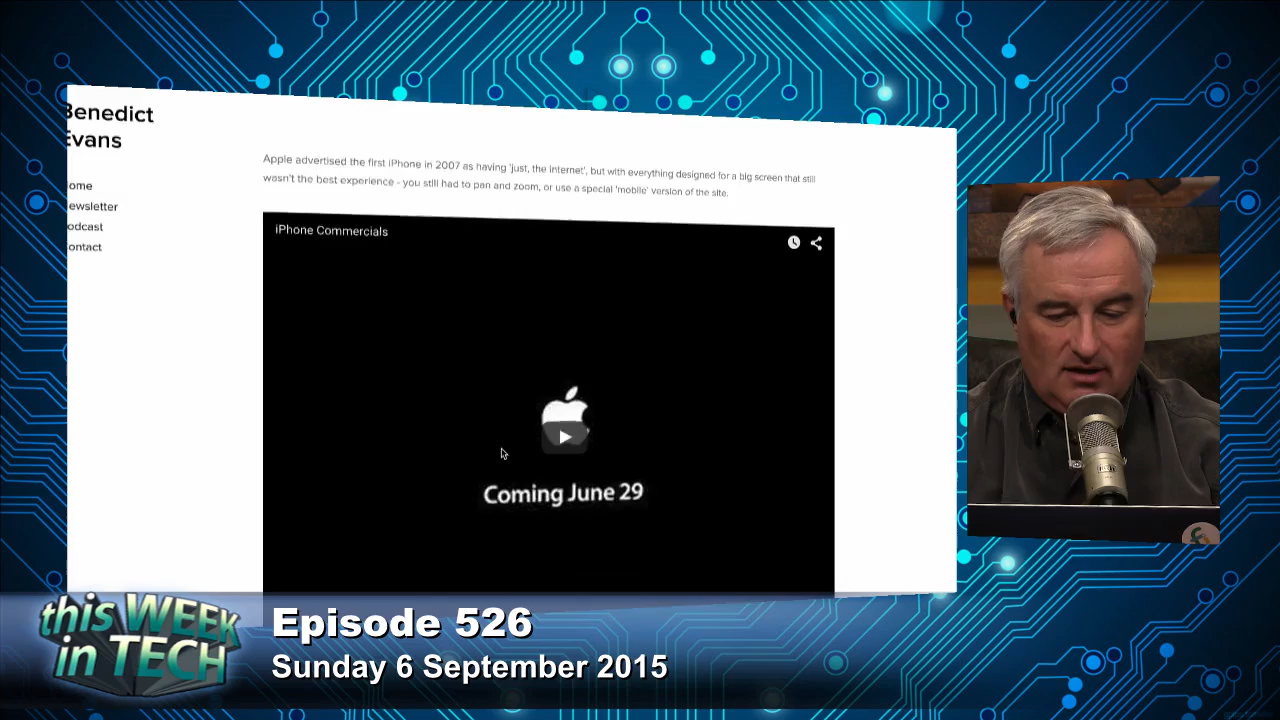 Benedict
Evans
ome
ewsletter
odcast
ontact
Apple advertised the first iPhone in 2007 as having 'just, the internet', but with everything designed for a big screen that still
wasn't the best experience - you still had to pan and zoom, or use a special 'mobile' version of the site.
iPhone Commercials
Coming June 29
this WEEK
in TECH
Episode 526
Sunday 6 September 2015